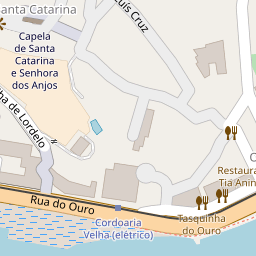 Santa Catarina
Luís Cruz
Capela
de Santa
Catarina
e Senhora
dos Anjos
de Lordelo
Restaura
Tia Anin
Rua do Ouro
Tasquinha
do Ouro
Cordoaria
Velha (elétrico)